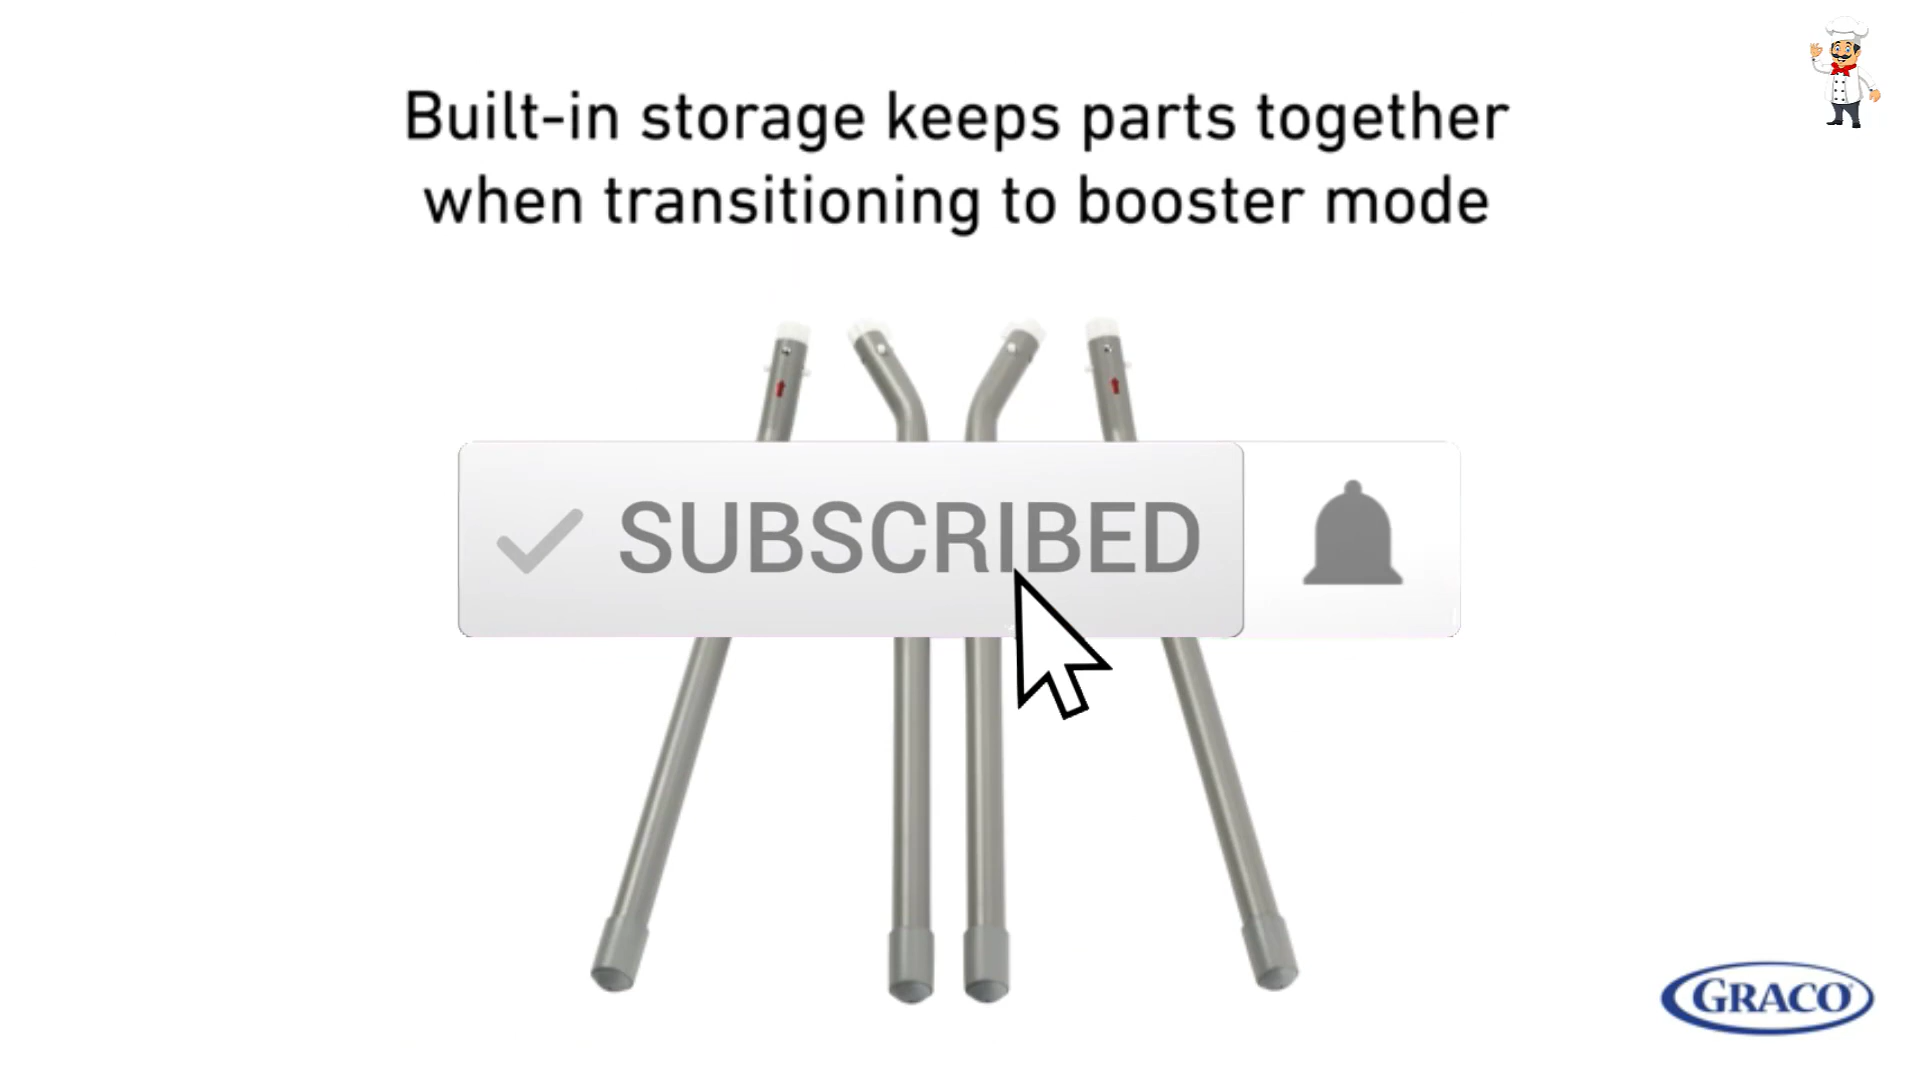 Built-in storage keeps parts together
when transitioning to booster mode
SUBSCRIBED
GRACO